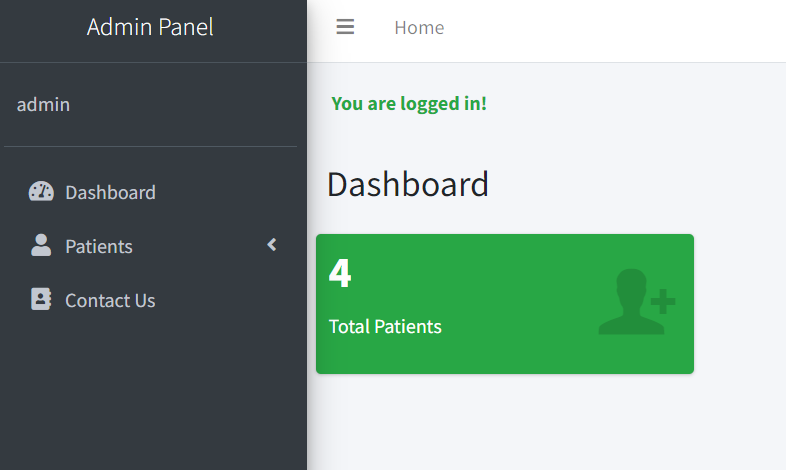 Admin Panel
Home
admin
You are logged in!
Dashboard
Patients
Contact Us
Dashboard
4
Total Patients